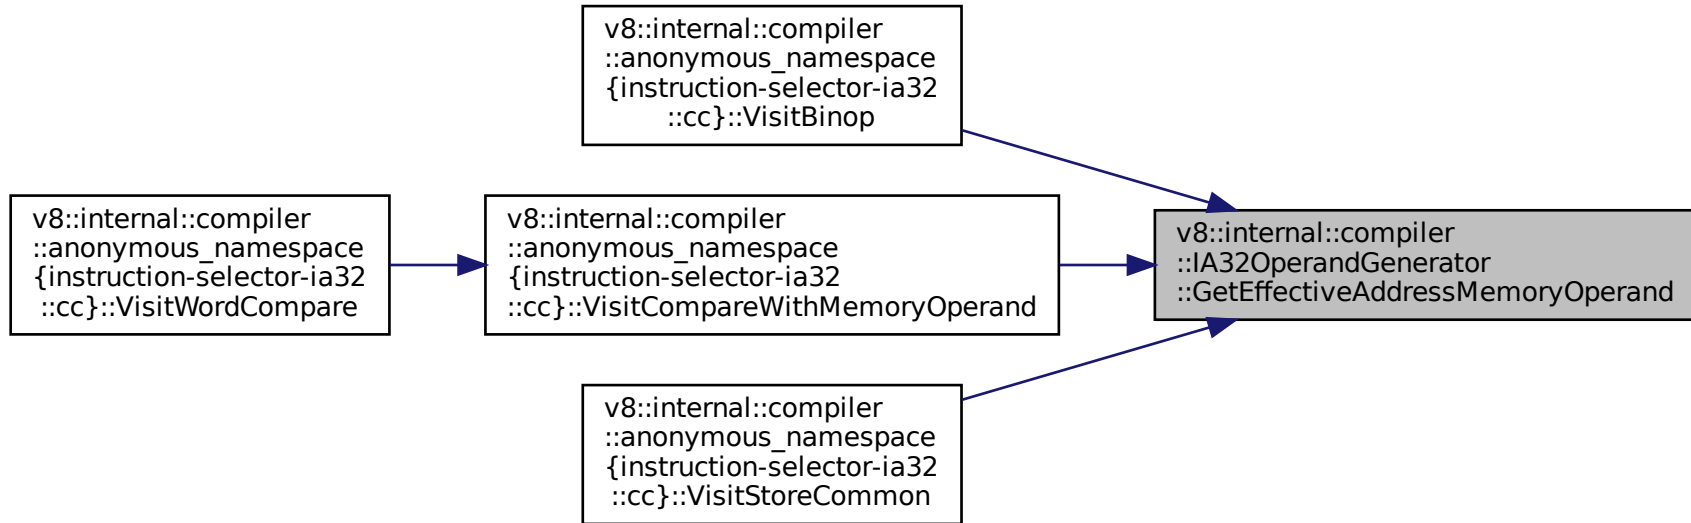 v8::internal::compiler
::anonymous_namespace
{instruction-selector-ia32
::cc}::VisitBinop
v8::internal::compiler
::anonymous_namespace
{instruction-selector-ia32
::cc}::VisitWordCompare
v8::internal::compiler
::anonymous_namespace
{instruction-selector-ia32
::cc}::VisitCompareWithMemoryOperand
v8::internal::compiler
::IA32OperandGenerator
::GetEffectiveAddressMemoryOperand
v8::internal::compiler
::anonymous_namespace
{instruction-selector-ia32
::cc}::VisitStoreCommon